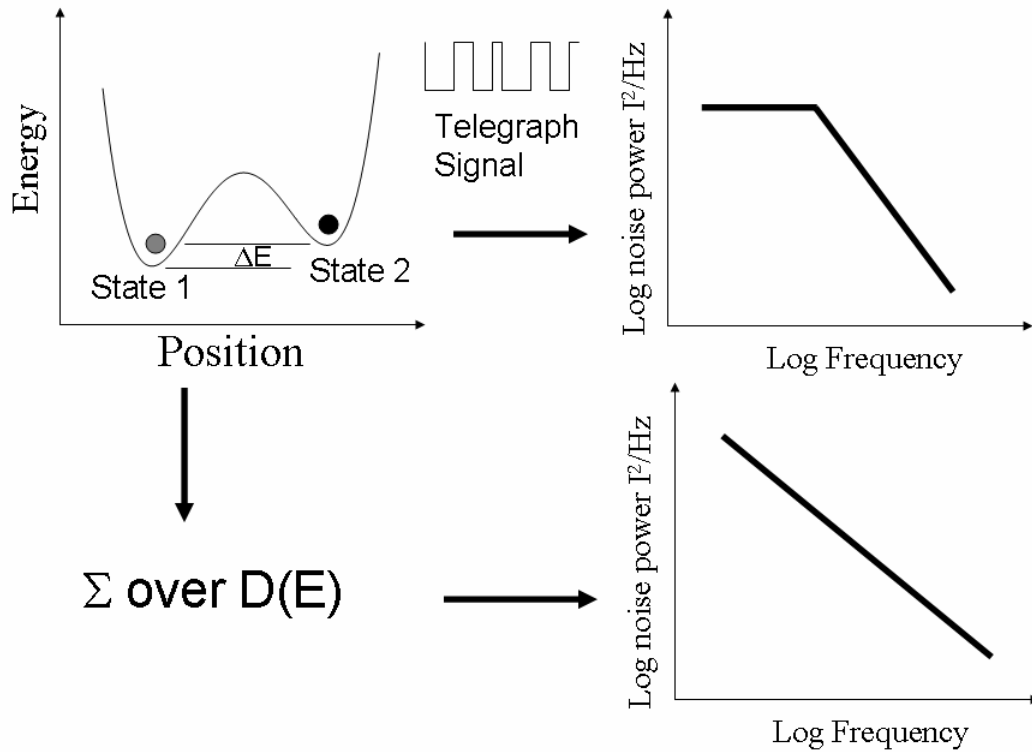 Energy
State 1
ΔE
State 2
Position
Telegraph
Signal
Log noise power I²/Hz
Log Frequency
Σ over D(E)
Log noise power I²/Hz
Log Frequency